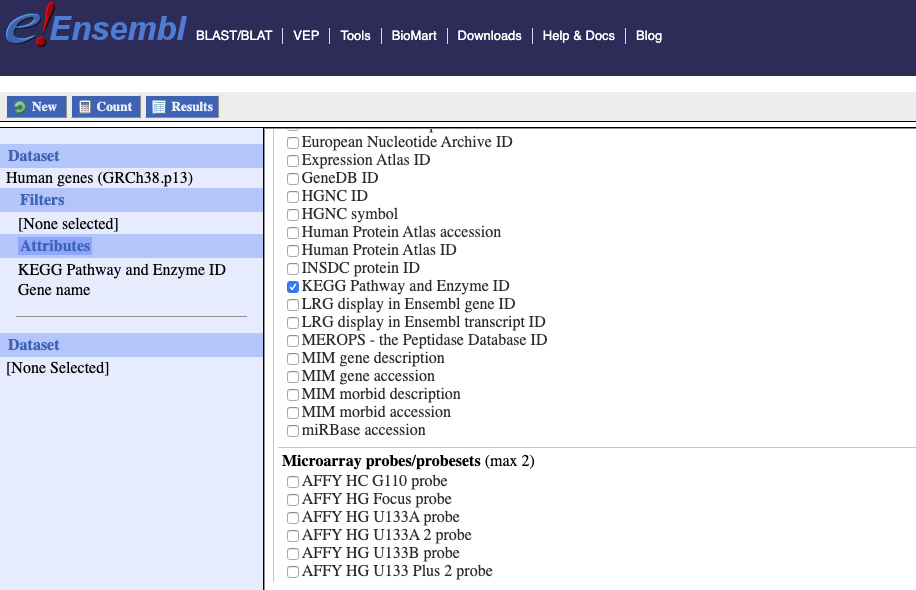 e!Ensembl
BLAST/BLAT VEP Tools BioMart Downloads Help & Docs Blog
New Count Results
Dataset
Human genes (GRCh38.p13)
Filters
[None selected]
Attributes
KEGG Pathway and Enzyme ID
Gene name
Dataset
[None Selected]
European Nucleotide Archive ID
Expression Atlas ID
GeneDB ID
HGNC ID
HGNC symbol
Human Protein Atlas accession
Human Protein Atlas ID
INSDC protein ID
KEGG Pathway and Enzyme ID
LRG display in Ensembl gene ID
LRG display in Ensembl transcript ID
MEROPS - the Peptidase Database ID
MIM gene description
MIM gene accession
MIM morbid description
MIM morbid accession
miRBase accession
Microarray probes/probesets (max 2)
AFFY HC G110 probe
AFFY HG Focus probe
AFFY HG U133A probe
AFFY HG U133A 2 probe
AFFY HG U133B probe
AFFY HG U133 Plus 2 probe